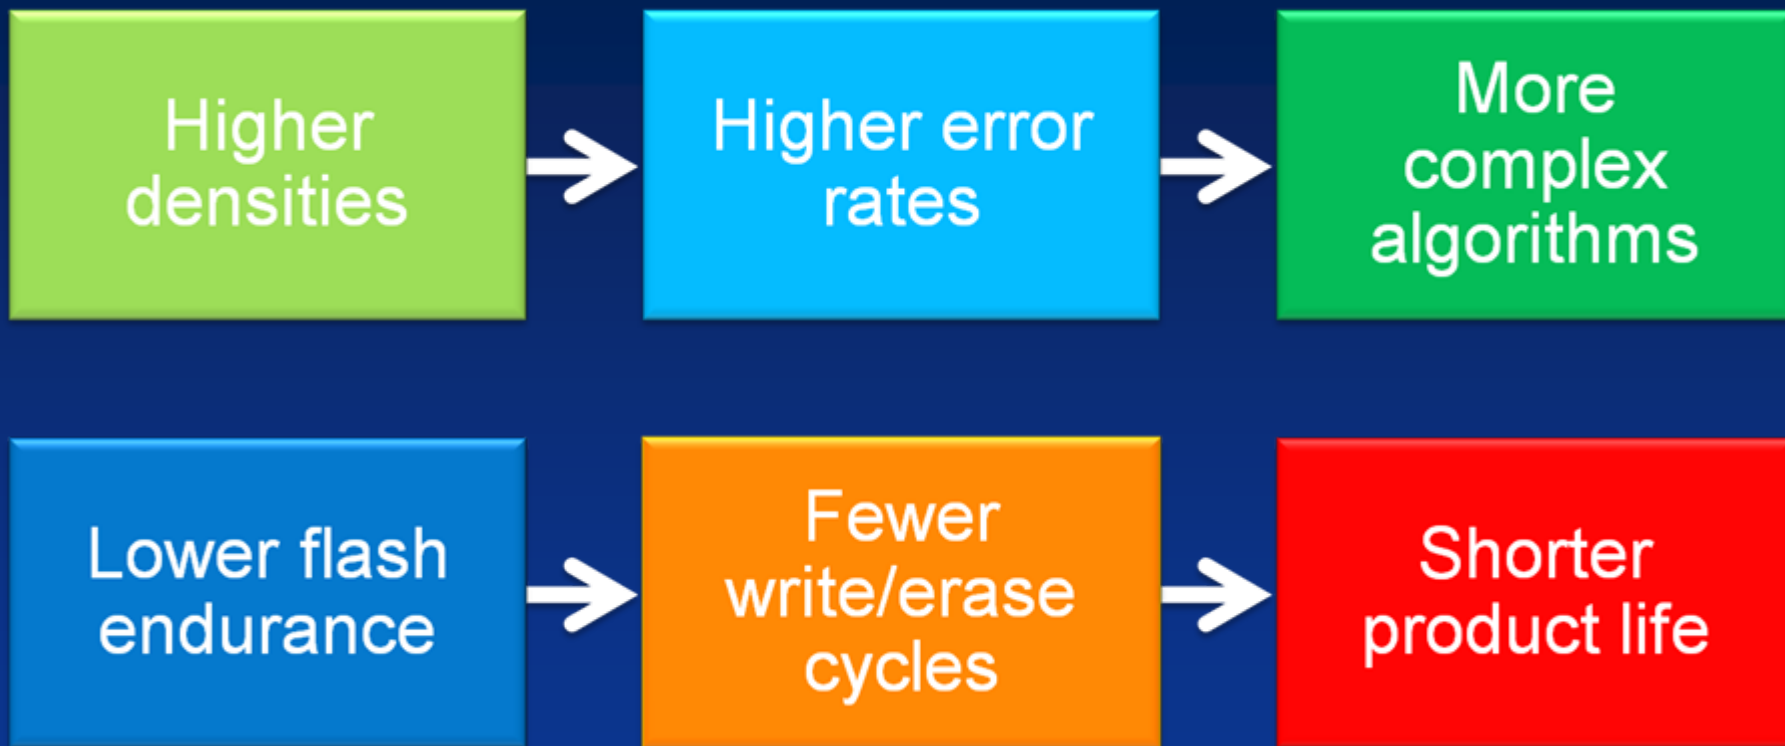 Higher
densities
Higher error
rates
More
complex
algorithms
Lower flash
endurance
Fewer
write/erase
cycles
Shorter
product life